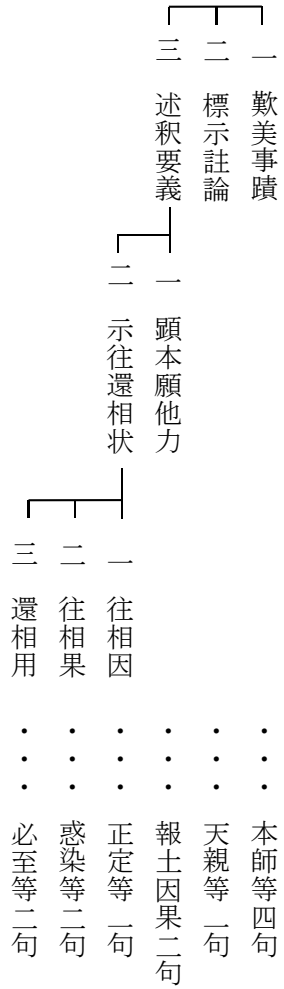 一　歎美事蹟　・・・　本師等四句
二　標示註論　・・・　天親等一句
三　述釈要義
一　顕本願他力　・・・　報土因果二句
二　示往還相状
一　往相因　・・・　正定等一句
二　往相果　・・・　惑染等二句
三　還相用　・・・　必至等二句